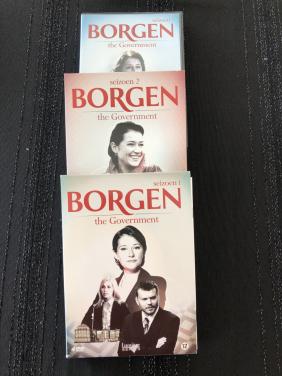 BORGEN
the Government
seizoen 2
BORGEN
the Government
seizoen 1
BORGEN
the Government
12